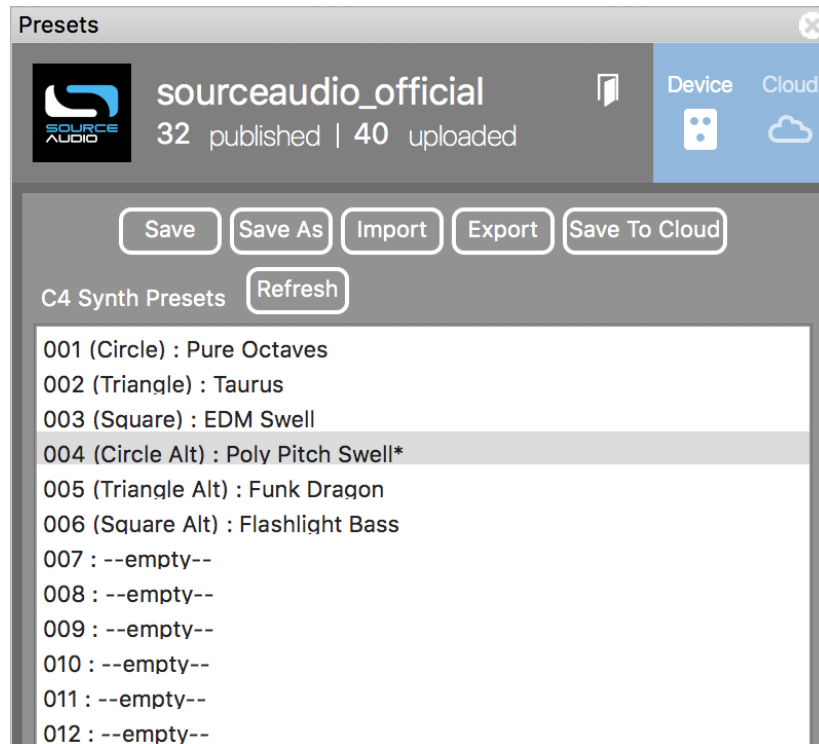 Presets
SOURCE
AUDIO
sourceaudio_official
32 published | 40 uploaded
Device
Cloud
Save
Save As
Import
Export
Save To Cloud
C4 Synth Presets
Refresh
001 (Circle) : Pure Octaves
002 (Triangle) : Taurus
003 (Square) : EDM Swell
004 (Circle Alt) : Poly Pitch Swell*
005 (Triangle Alt) : Funk Dragon
006 (Square Alt) : Flashlight Bass
007 : --empty--
008 : --empty--
009 : --empty--
010 : --empty--
011 : --empty--
012 : --empty--